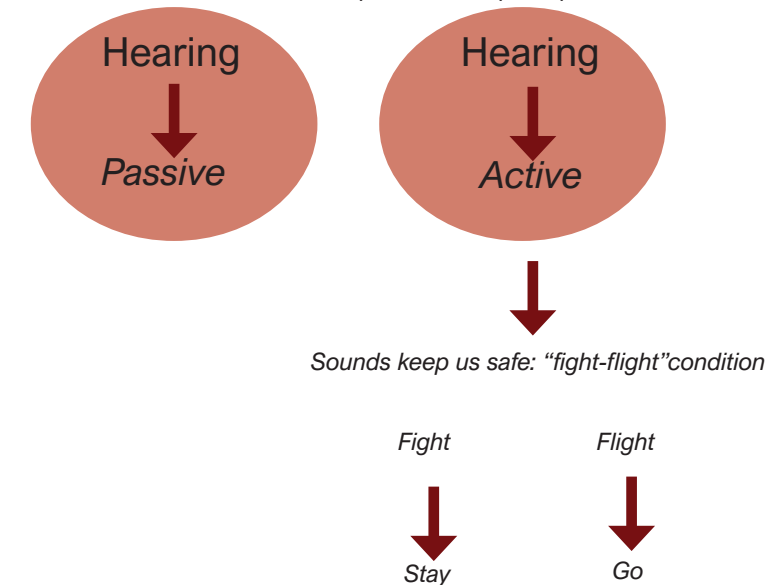 Hearing
Passive
Hearing
Active
Sounds keep us safe: “fight-flight”condition
Fight Flight
Stay Go